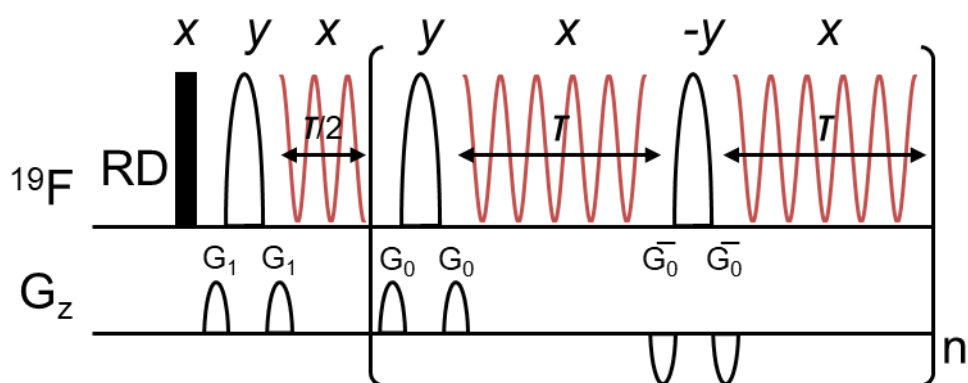 x y x y x -y x
T/2 T T
¹⁹F RD
G₁ G₁ G₀ G₀ G̅₀ G̅₀
G_z
n